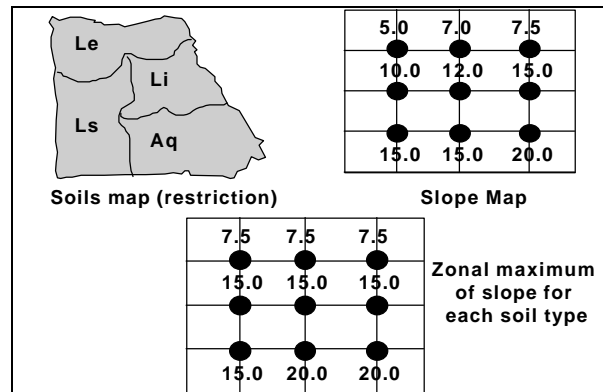 Le
Li
Ls
Aq
Soils map (restriction)
5.0 7.0 7.5
10.0 12.0 15.0
15.0 15.0 20.0
Slope Map
7.5 7.5 7.5
15.0 15.0 15.0
15.0 20.0 20.0
Zonal maximum
of slope for
each soil type